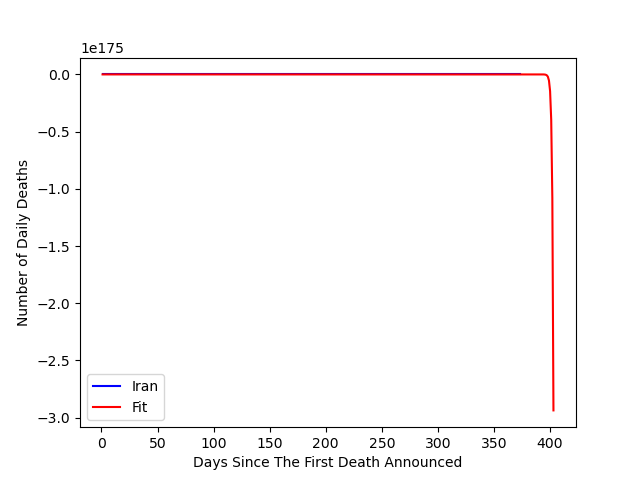 1e175
0.0
−0.5
−1.0
−1.5
−2.0
−2.5
−3.0
Number of Daily Deaths
Iran
Fit
0 50 100 150 200 250 300 350 400
Days Since The First Death Announced